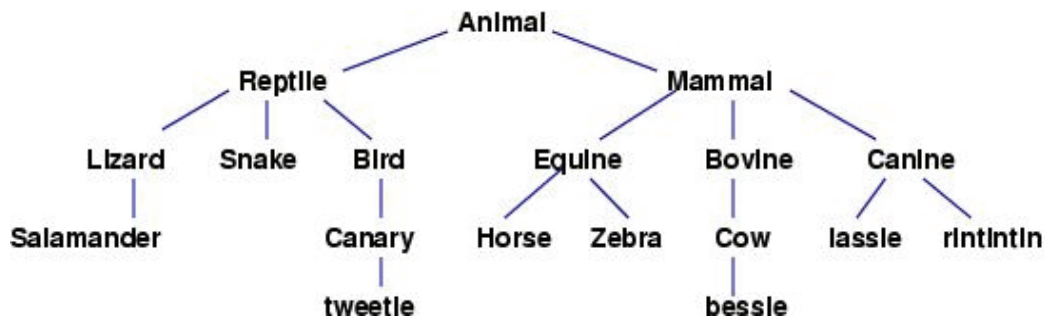 Animal
Reptile Mammal
Lizard Snake Bird Equine Bovine Canine
Salamander Canary Horse Zebra Cow lassie rintintin
tweetie bessie